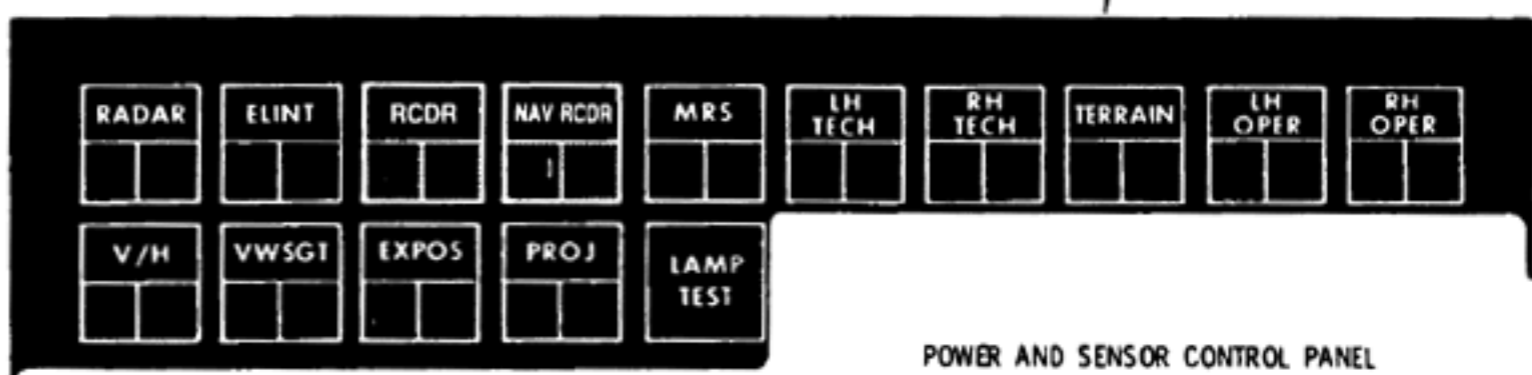 RADAR ELINT RCDR NAV RCDR MRS LH TECH RH TECH TERRAIN LH OPER RH OPER
V/H VWSGT EXPOS PROJ LAMP TEST
POWER AND SENSOR CONTROL PANEL